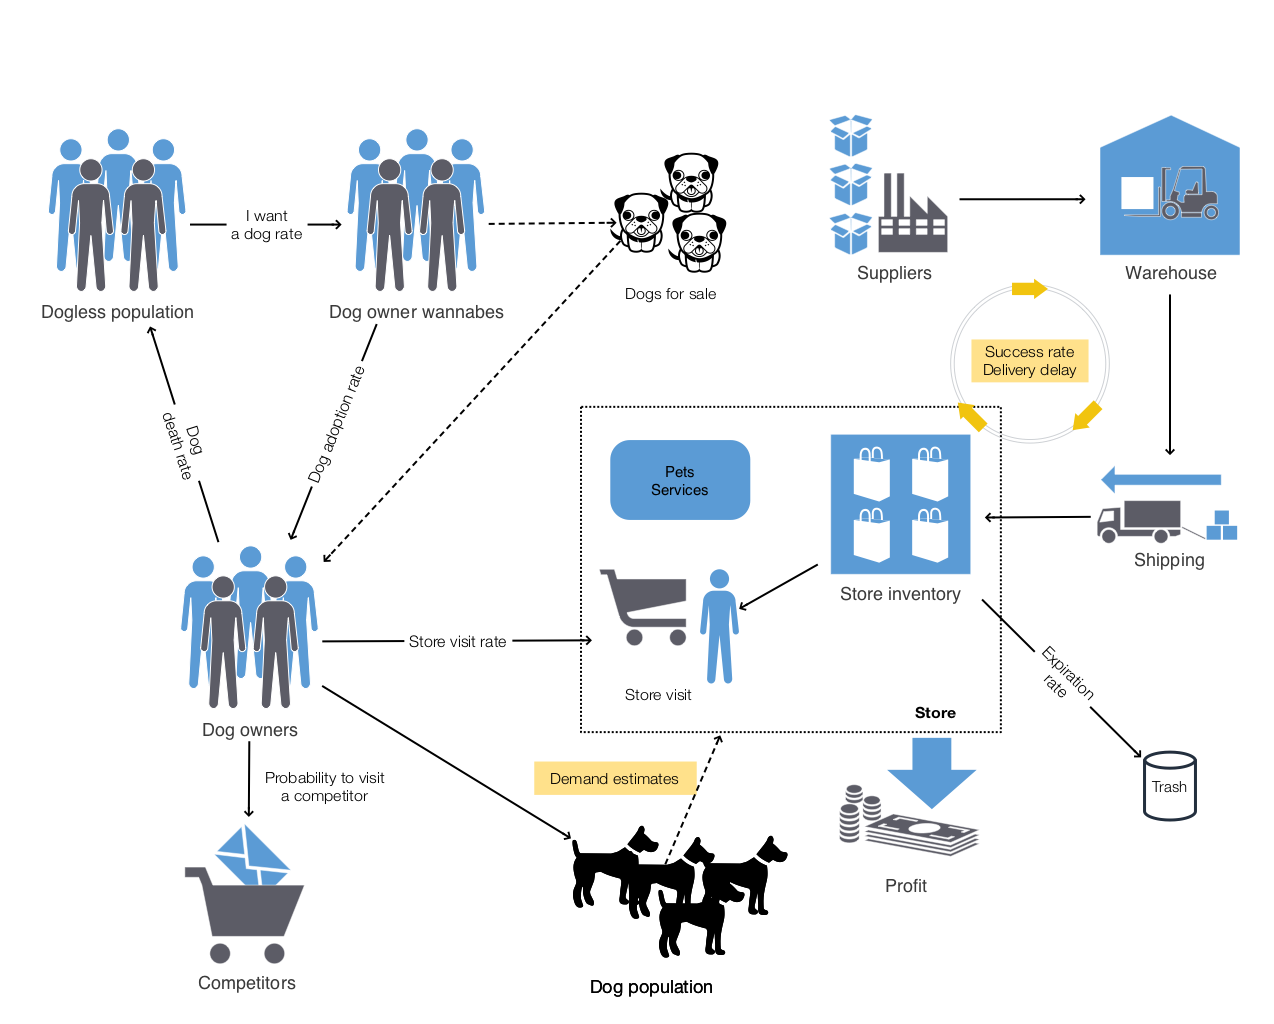 I want
a dog rate
Suppliers
Warehouse
Dogs for sale
Dogless population
Dog owner wannabes
Success rate
Delivery delay
Dog
death rate
Dog adoption rate
Pets
Services
Shipping
Store inventory
Store visit rate
Expiration
rate
Store visit
Store
Dog owners
Probability to visit
a competitor
Demand estimates
Trash
Profit
Competitors
Dog population